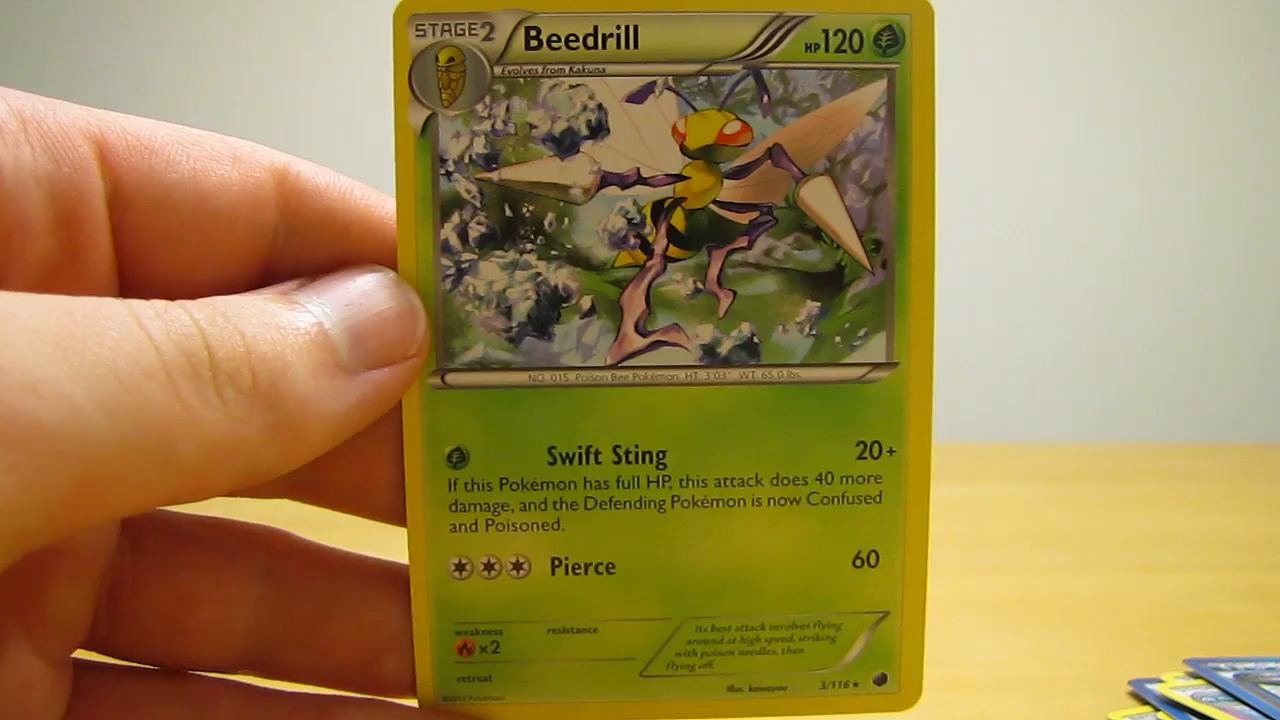 STAGE2
Beedrill
HP120
Evolves from Kakuna
NO. 015 Poison Bee Pokémon HT: 3'03" WT: 65.0 lbs.
Swift Sting 20+
If this Pokémon has full HP, this attack does 40 more
damage, and the Defending Pokémon is now Confused
and Poisoned.
Pierce 60
weakness
×2
resistance
retreat
Its best attack involves flying
around at high speed, striking
with poison needles, then
flying off.
Illus. kawayoo
3/116★
Pokémon